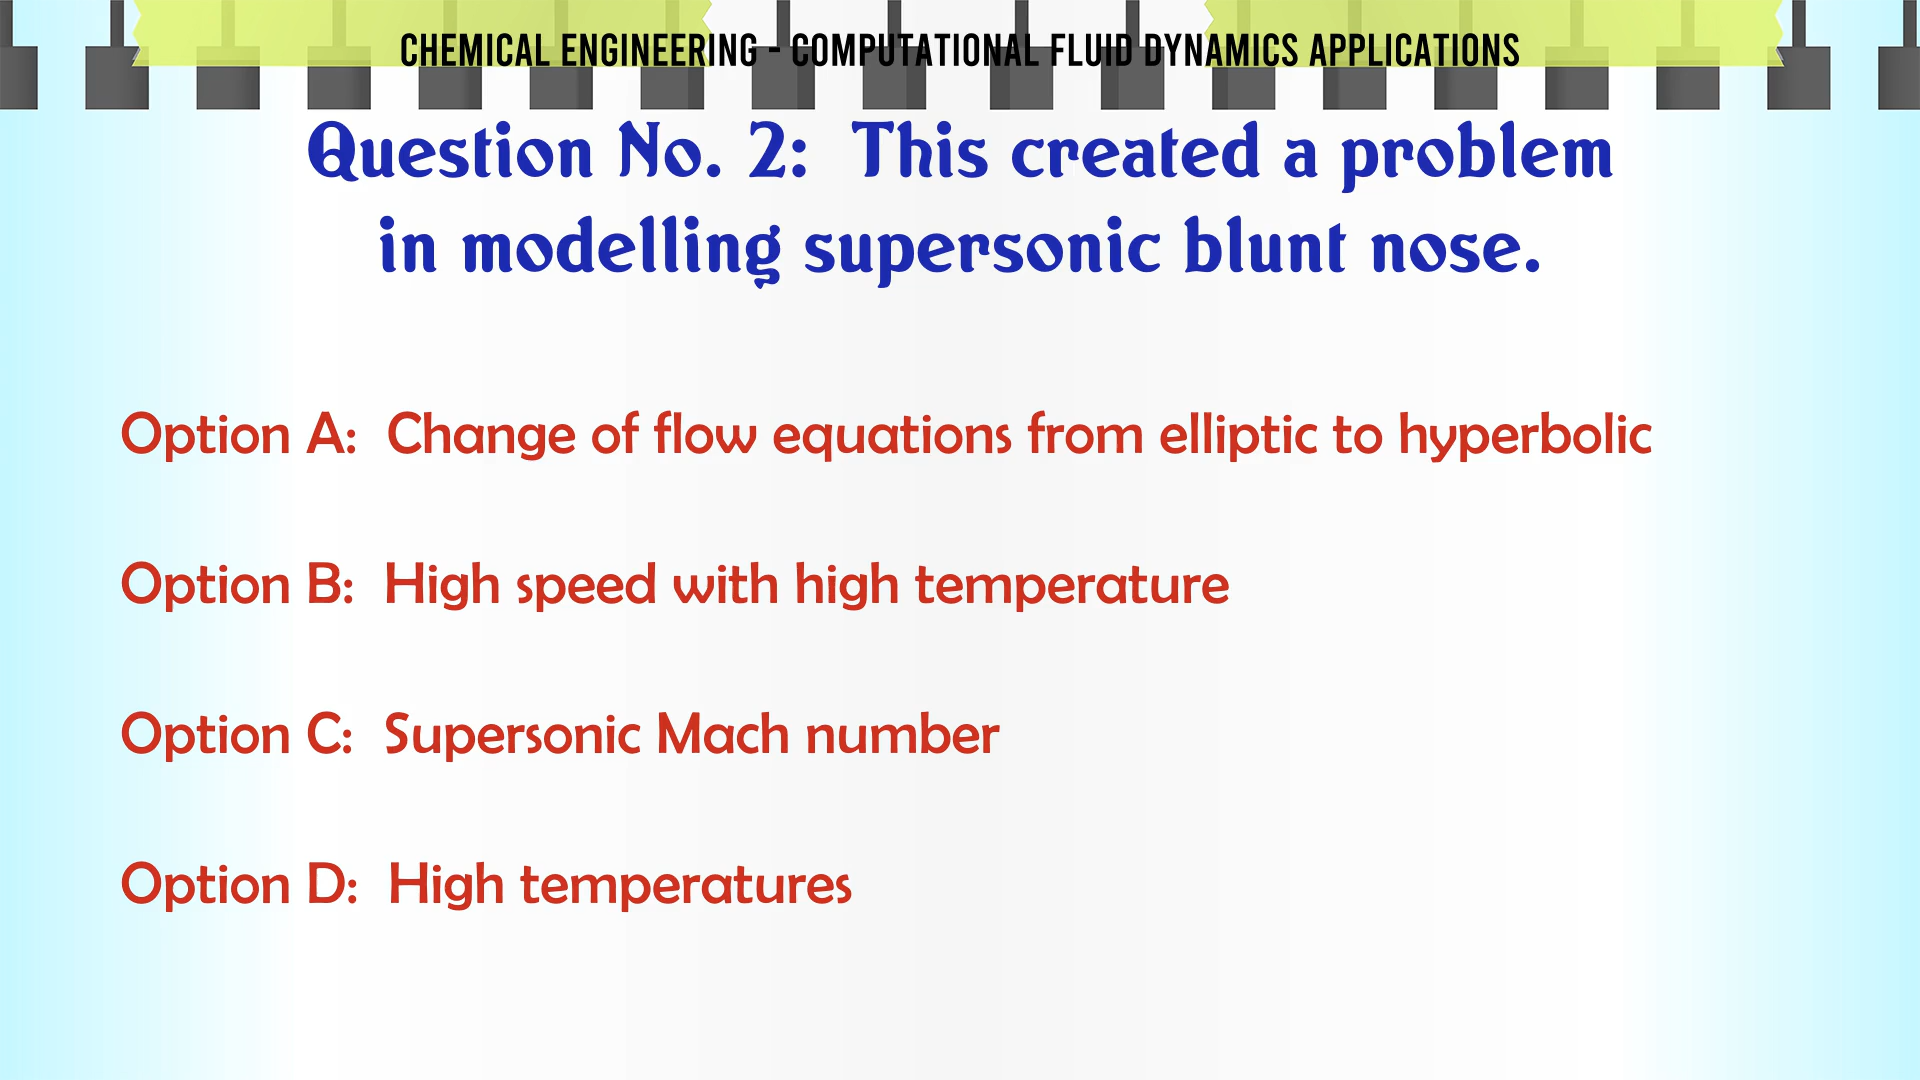 CHEMICAL ENGINEERING - COMPUTATIONAL FLUID DYNAMICS APPLICATIONS
Question No. 2: This created a problem
in modelling supersonic blunt nose.
Option A: Change of flow equations from elliptic to hyperbolic
Option B: High speed with high temperature
Option C: Supersonic Mach number
Option D: High temperatures